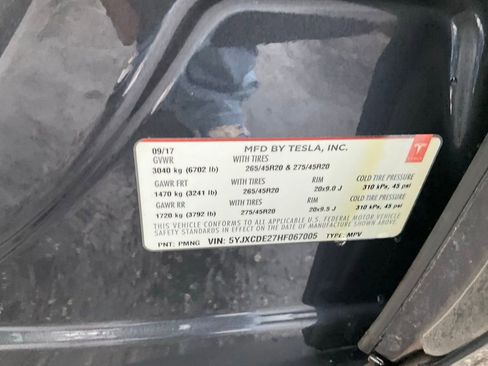 09/17 MFD BY TESLA, INC. TESLA
GVWR WITH TIRES
3040 kg (6702 lb) 265/45R20 & 275/45R20
GAWR FRT WITH TIRES RIM COLD TIRE PRESSURE
1470 kg (3241 lb) 265/45R20 20x9.0 J 310 kPa, 45 psi
GAWR RR WITH TIRES RIM COLD TIRE PRESSURE
1720 kg (3792 lb) 275/45R20 20x9.5 J 310 kPa, 45 psi
THIS VEHICLE CONFORMS TO ALL APPLICABLE U.S. FEDERAL MOTOR VEHICLE
SAFETY STANDARDS IN EFFECT ON THE DATE OF MANUFACTURE SHOWN ABOVE.
PNT: PMNG VIN: 5YJXCDE27HF067005 TYPE: MPV